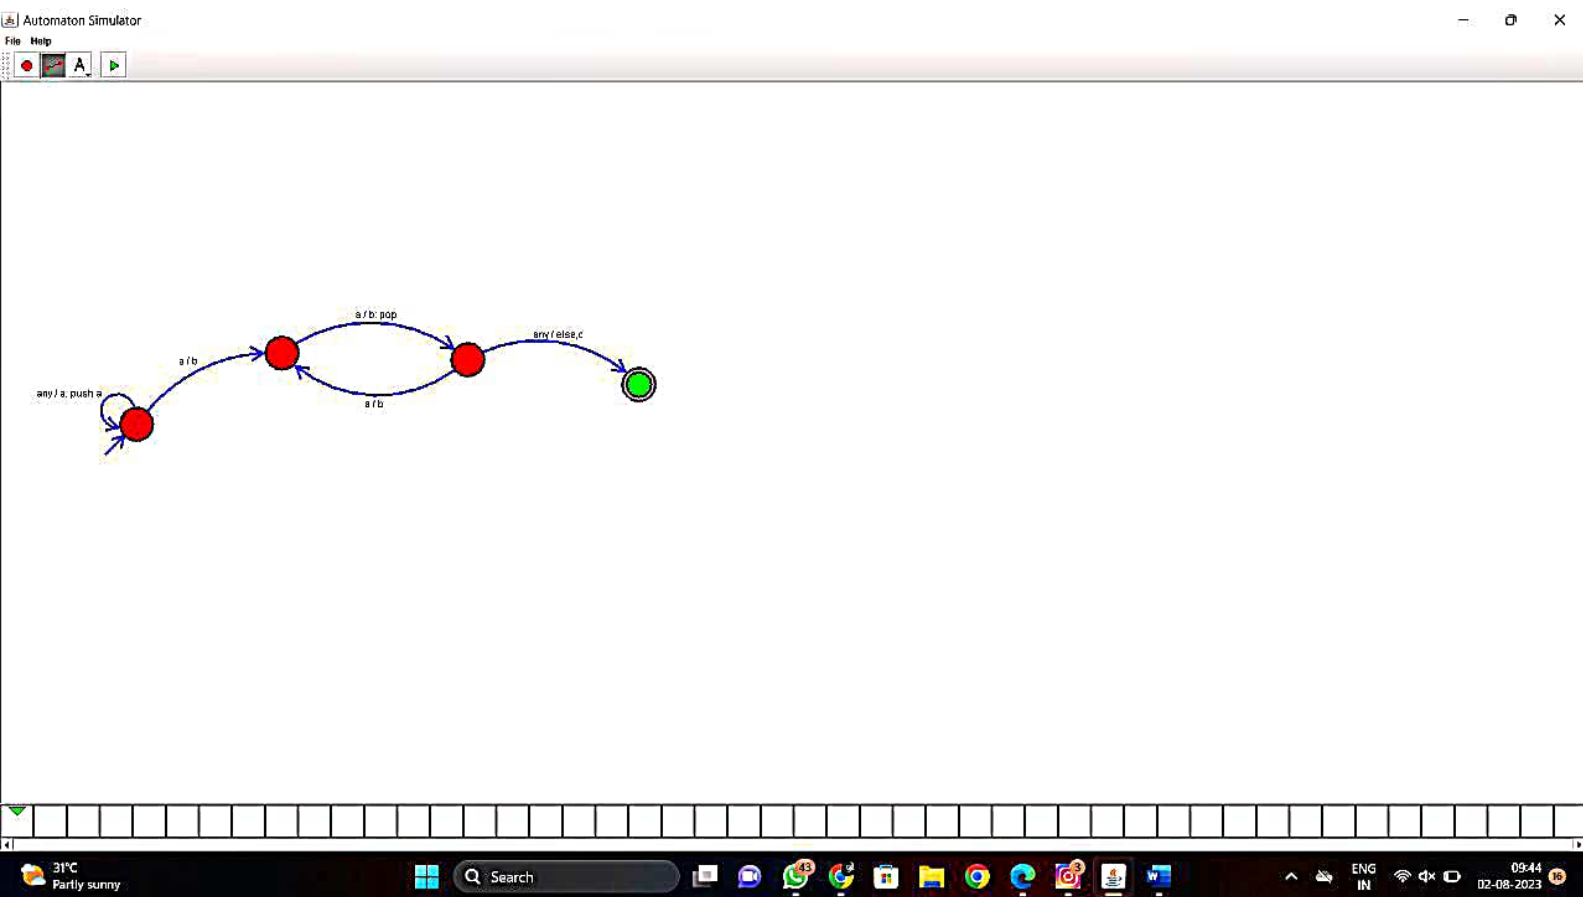 Automaton Simulator
File Help
A
a / b: pop
any / else,c
a / b
any / a: push a
a / b
31°C
Partly sunny
Search
43
3
ENG
IN
09:44
02-08-2023
16